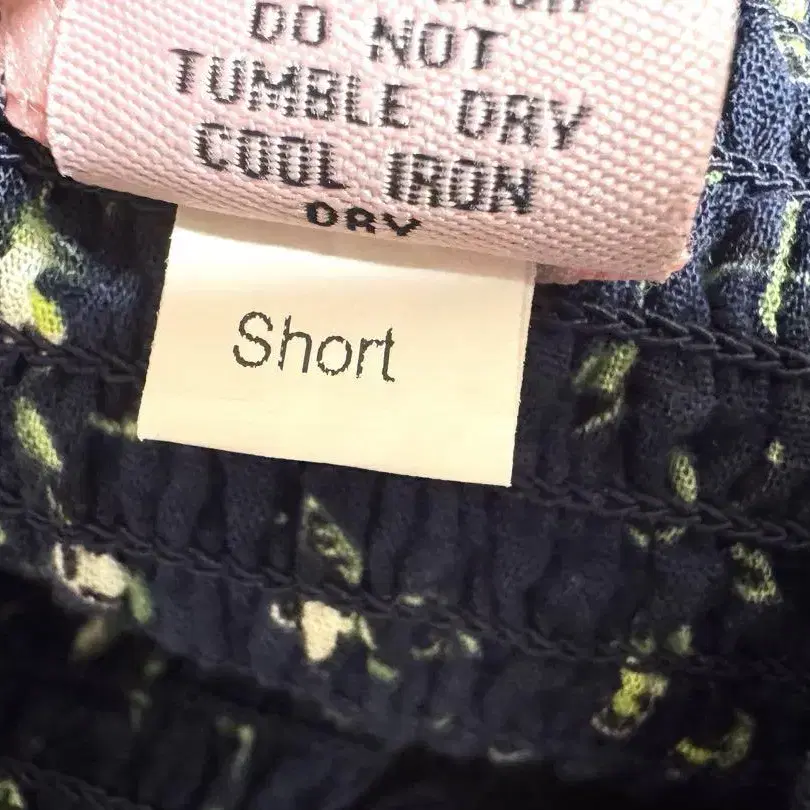 DO NOT
TUMBLE DRY
COOL IRON
DRY
Short